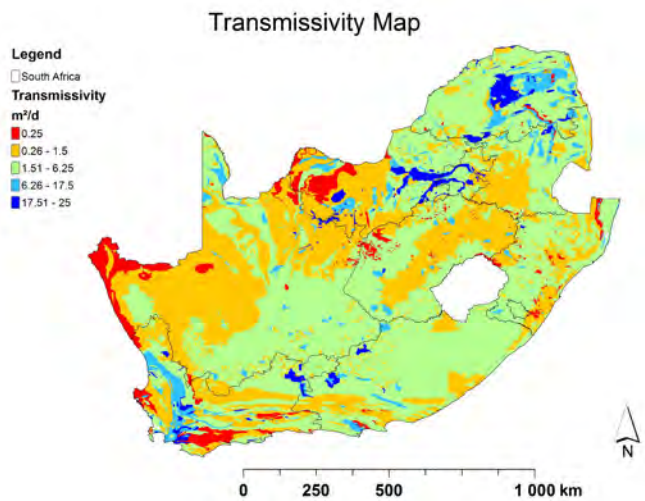 Transmissivity Map
Legend
South Africa
Transmissivity
m²/d
0.25
0.26 - 1.5
1.51 - 6.25
6.26 - 17.5
17.51 - 25
N
0 250 500 1 000 km